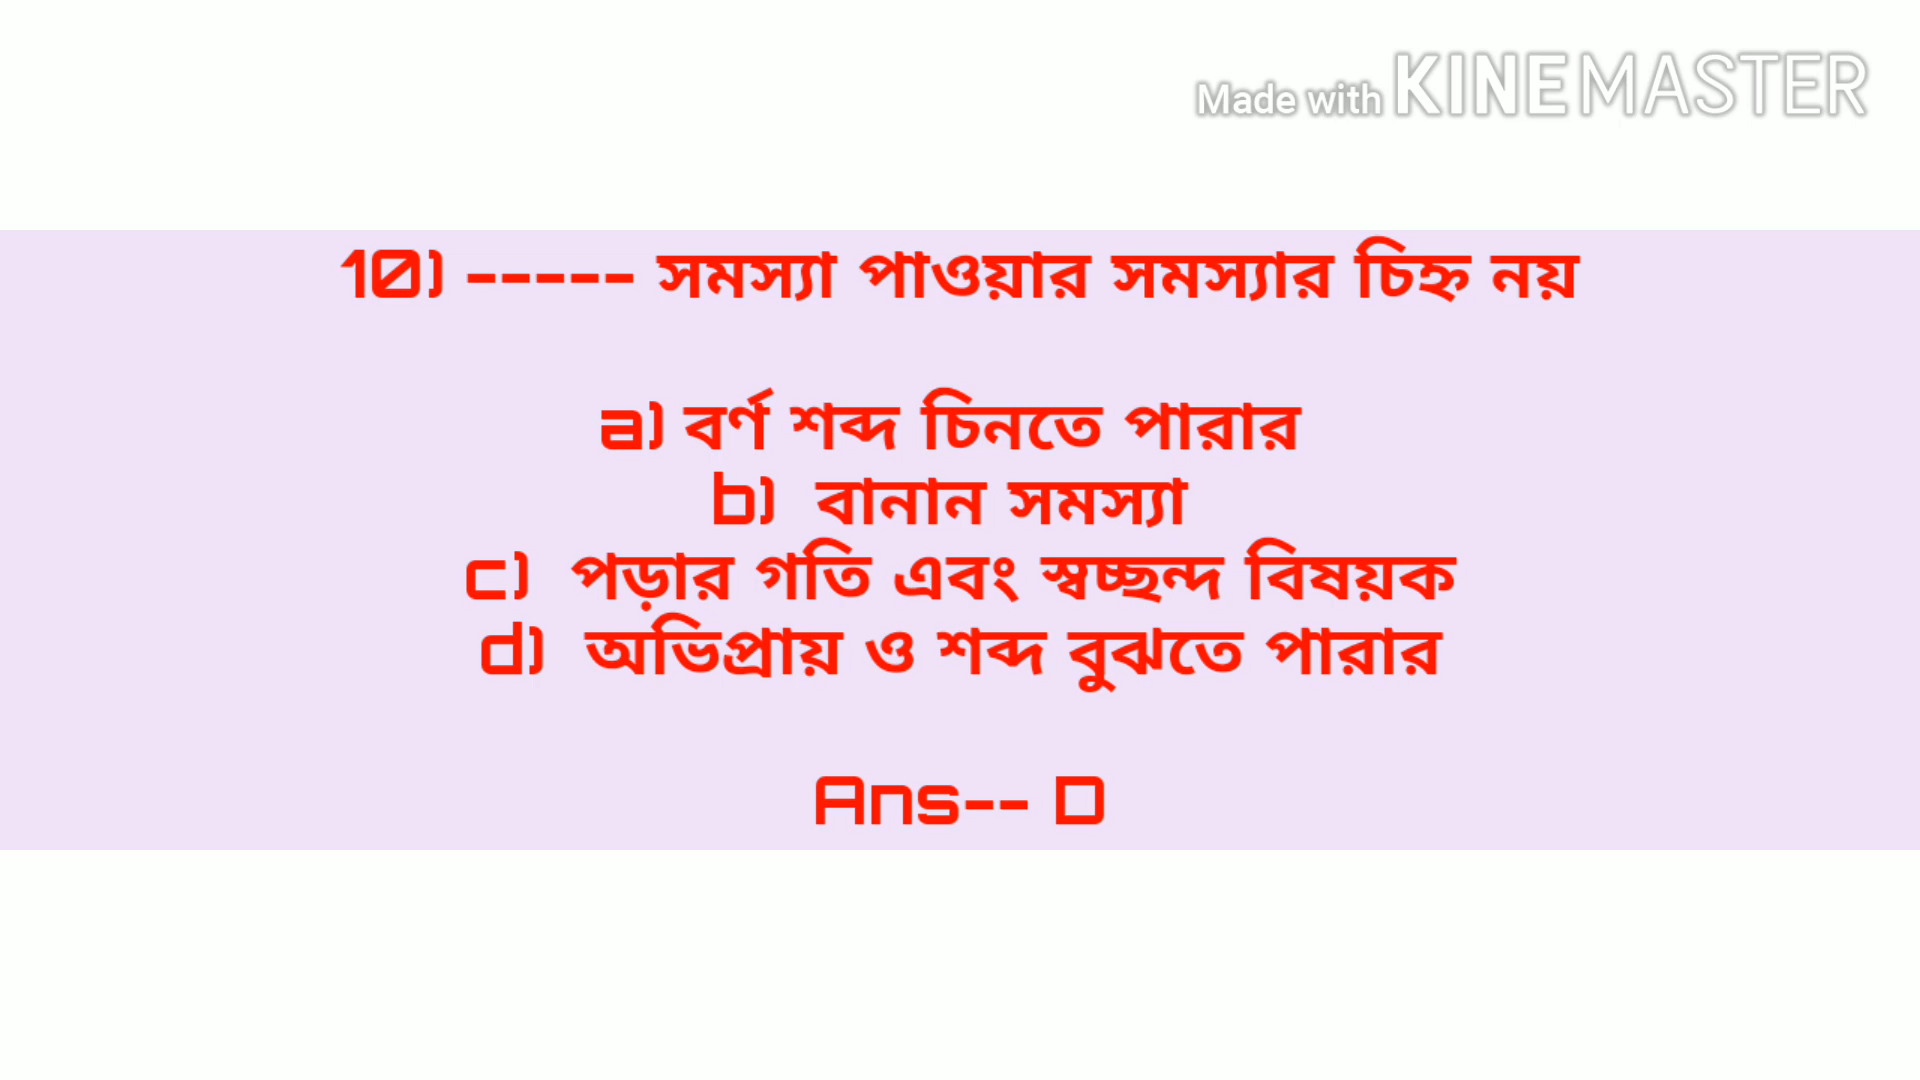 Made with KINEMASTER
10) ----- সমস্যা পাওয়ার সমস্যার চিহ্ন নয়
a) বর্ণ শব্দ চিনতে পারার
b) বানান সমস্যা
c) পড়ার গতি এবং স্বচ্ছন্দ বিষয়ক
d) অভিপ্রায় ও শব্দ বুঝতে পারার
Ans-- D